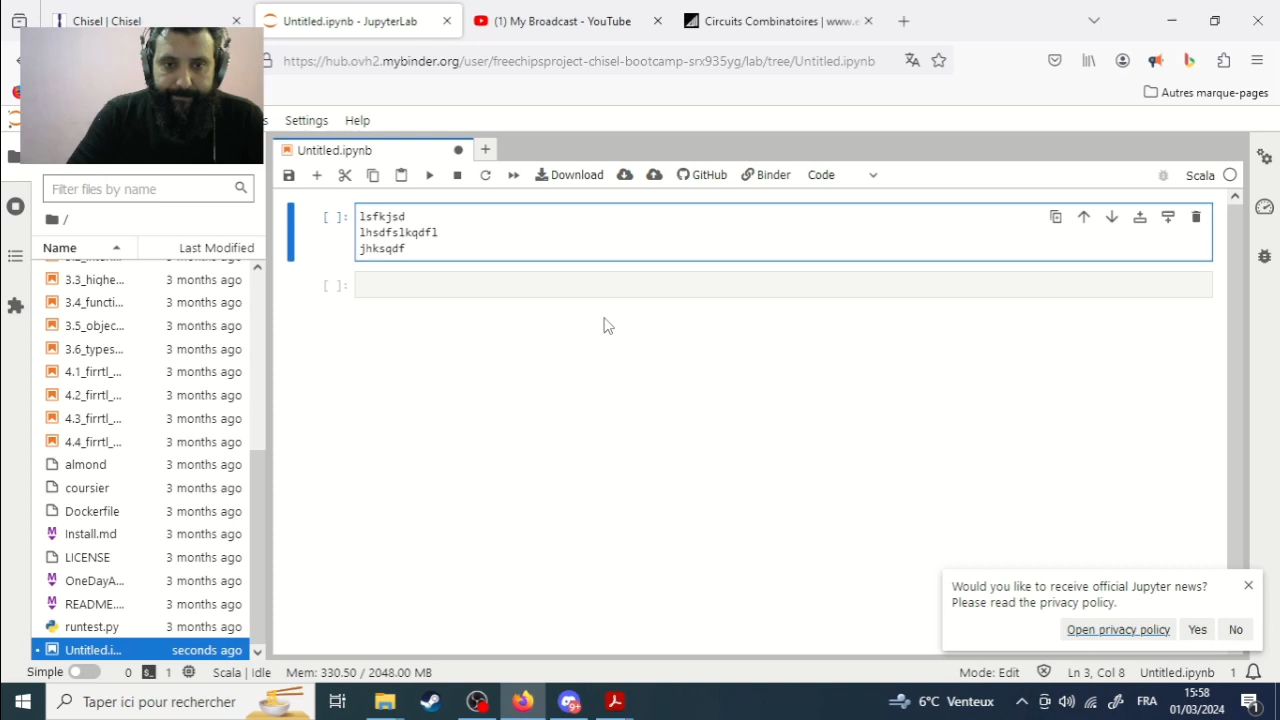 Chisel | Chisel
Untitled.ipynb - JupyterLab
(1) My Broadcast - YouTube
Circuits Combinatoires | www.e
https://hub.ovh2.mybinder.org/user/freechipsproject-chisel-bootcamp-srx935yg/lab/tree/Untitled.ipynb
Autres marque-pages
s Settings Help
Untitled.ipynb
Filter files by name
Download
GitHub
Binder
Code
Scala
/
Name Last Modified
3 months ago
3.3_highe... 3 months ago
3.4_functi... 3 months ago
3.5_objec... 3 months ago
3.6_types... 3 months ago
4.1_firrtl_... 3 months ago
4.2_firrtl_... 3 months ago
4.3_firrtl_... 3 months ago
4.4_firrtl_... 3 months ago
almond 3 months ago
coursier 3 months ago
Dockerfile 3 months ago
Install.md 3 months ago
LICENSE 3 months ago
OneDayA... 3 months ago
README.... 3 months ago
runtest.py 3 months ago
Untitled.i... seconds ago
[ ]: lsfkjsd
lhsdfslkqdfl
jhksqdf
[ ]:
Would you like to receive official Jupyter news?
Please read the privacy policy.
Open privacy policy Yes No
Simple 0 1 Scala | Idle Mem: 330.50 / 2048.00 MB Mode: Edit Ln 3, Col 8 Untitled.ipynb 1
Taper ici pour rechercher
9+
6°C Venteux
FRA
15:58
01/03/2024
1